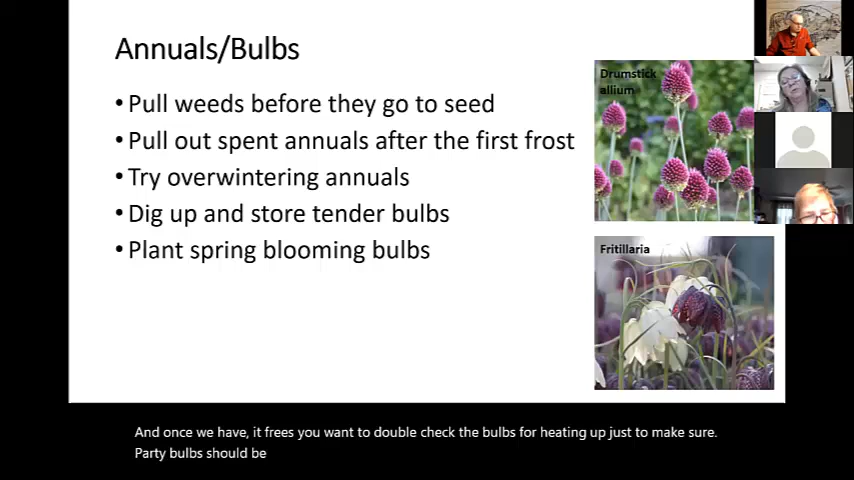 Annuals/Bulbs
• Pull weeds before they go to seed
• Pull out spent annuals after the first frost
• Try overwintering annuals
• Dig up and store tender bulbs
• Plant spring blooming bulbs
Drumstick
allium
Fritillaria
And once we have, it frees you want to double check the bulbs for heating up just to make sure.
Party bulbs should be